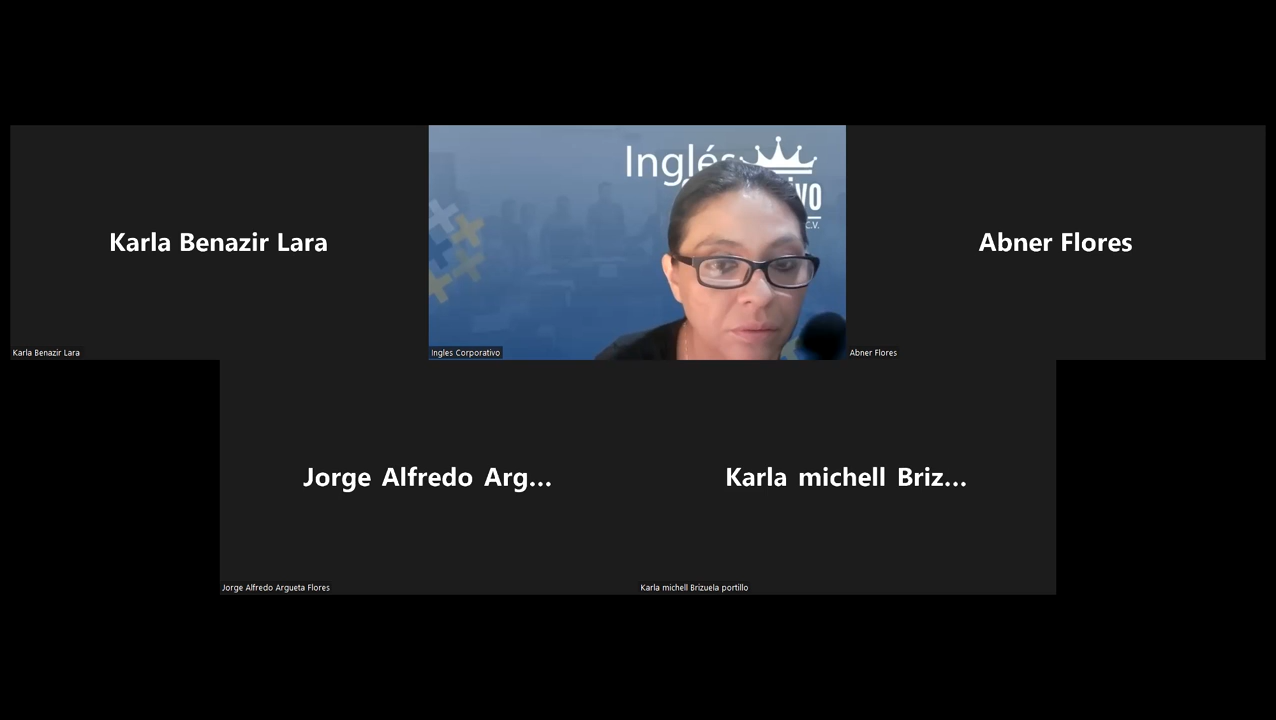 Karla Benazir Lara
Karla Benazir Lara
Inglés
C.V.
Ingles Corporativo
Abner Flores
Abner Flores
Jorge Alfredo Arg...
Jorge Alfredo Argueta Flores
Karla michell Briz...
Karla michell Brizuela portillo